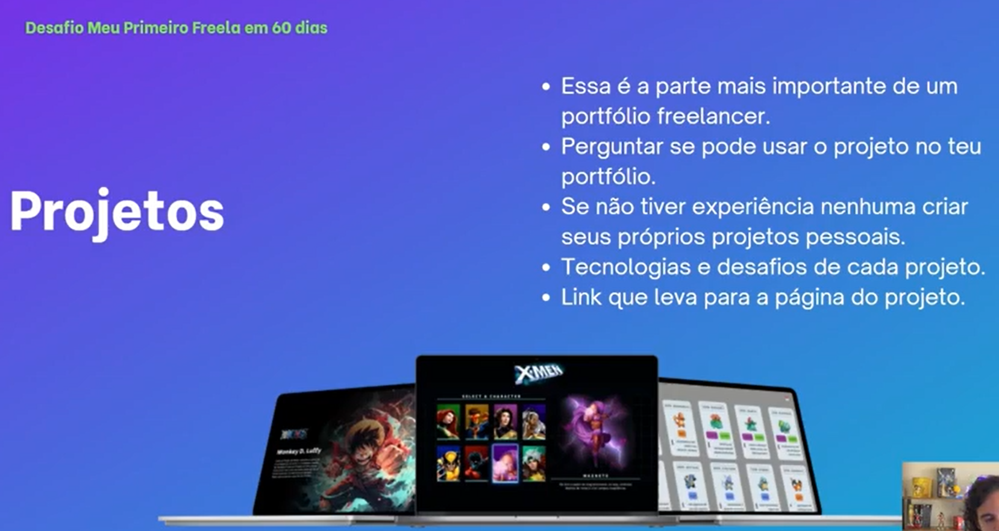 Desafio Meu Primeiro Freela em 60 dias
• Essa é a parte mais importante de um
portfólio freelancer.
• Perguntar se pode usar o projeto no teu
portfólio.
• Se não tiver experiência nenhuma criar
seus próprios projetos pessoais.
• Tecnologias e desafios de cada projeto.
• Link que leva para a página do projeto.
Projetos
X-MEN
SELECT A CHARACTER
Monkey D. Luffy
MAGNETO